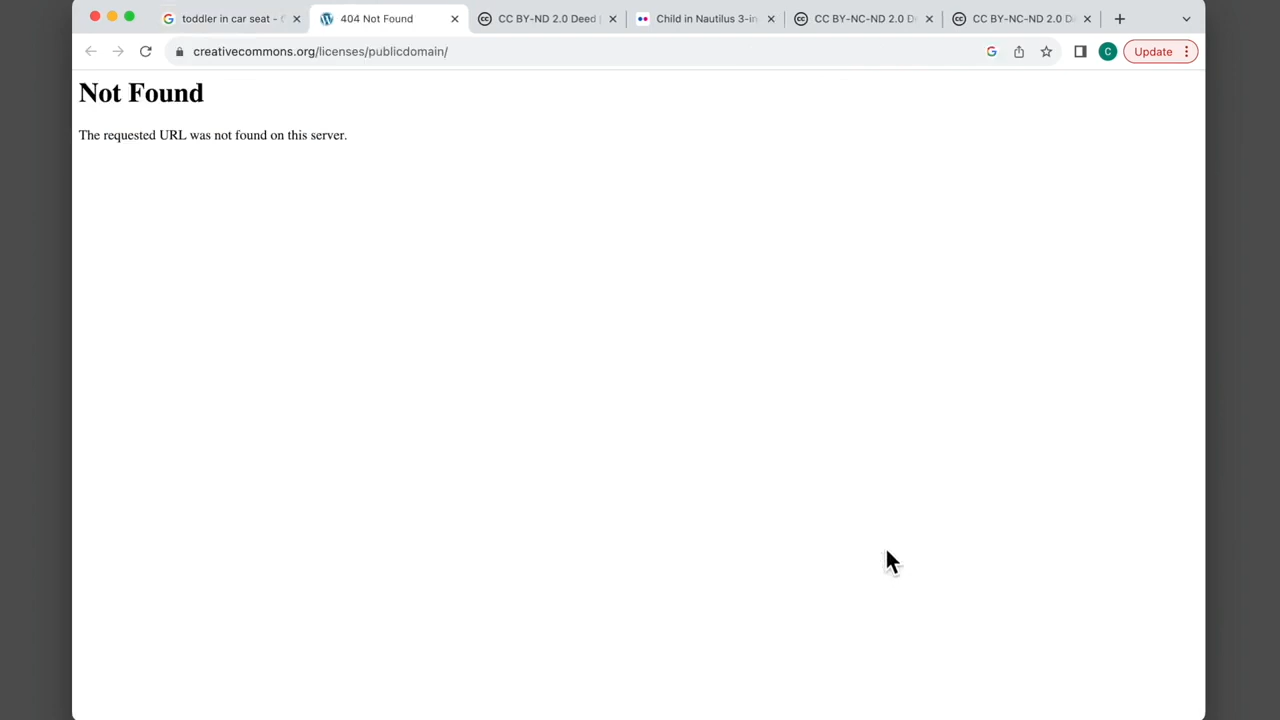 toddler in car seat -
404 Not Found
CC BY-ND 2.0 Deed
Child in Nautilus 3-in
CC BY-NC-ND 2.0 D
CC BY-NC-ND 2.0 D
creativecommons.org/licenses/publicdomain/
C
Update
Not Found
The requested URL was not found on this server.